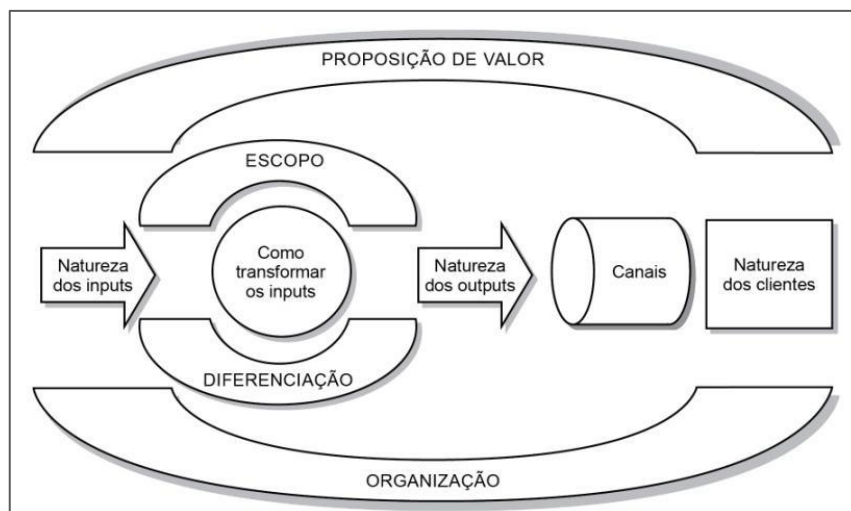 PROPOSIÇÃO DE VALOR
ESCOPO
Natureza
dos inputs
Como
transformar
os inputs
Natureza
dos outputs
Canais
Natureza
dos clientes
DIFERENCIAÇÃO
ORGANIZAÇÃO